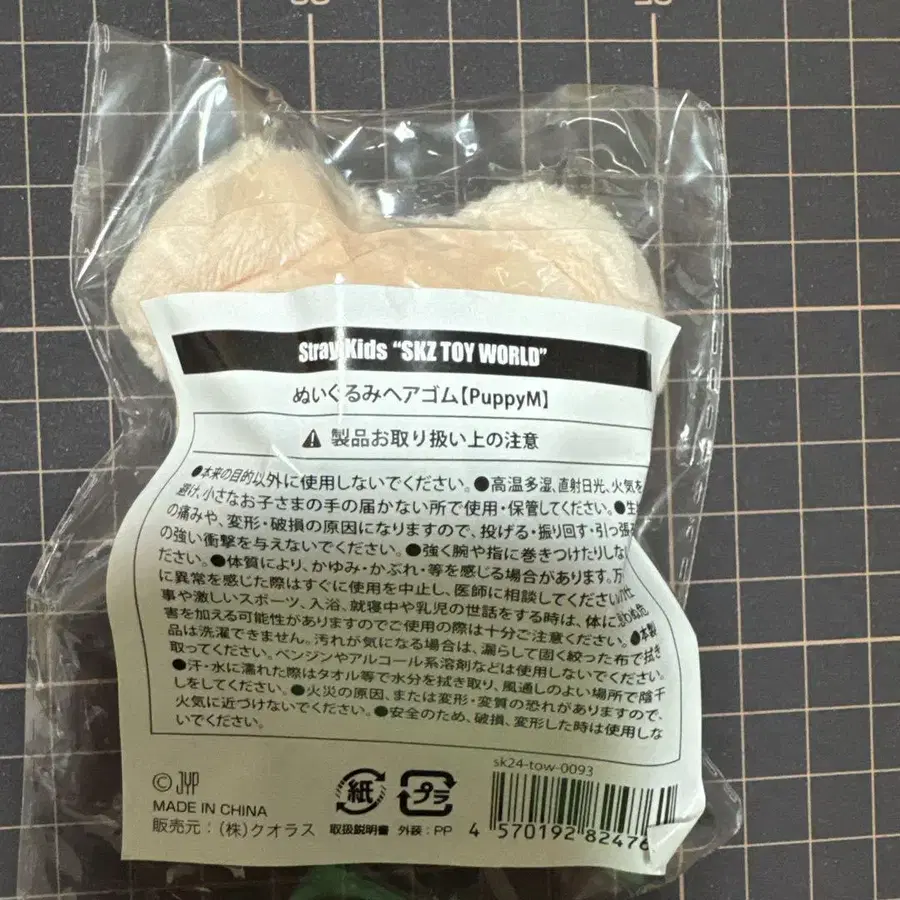 Stray Kids "SKZ TOY WORLD"
ぬいぐるみヘアゴム【PuppyM】
⚠ 製品お取り扱い上の注意
●本来の目的以外に使用しないでください。●高温多湿、直射日光、火気を
避け、小さなお子さまの手の届かない所で使用・保管してください。●生
の痛みや、変形・破損の原因になりますので、投げる・振り回す・引っ張る
の強い衝撃を与えないでください。●強く腕や指に巻きつけたりしな
ださい。●体質により、かゆみ・かぶれ・等を感じる場合があります。万
に異常を感じた際はすぐに使用を中止し、医師に相談してください。
事や激しいスポーツ、入浴、就寝中や乳児の世話をする時は、体に思わぬ危
害を加える可能性がありますのでご使用の際は十分ご注意ください。●本製
品は洗濯できません。汚れが気になる場合は、濡らして固く絞った布で拭き
取ってください。ベンジンやアルコール系溶剤などは使用しないでください。
●汗・水に濡れた際はタオル等で水分を拭き取り、風通しのよい場所で陰干
しをしてください。●火災の原因、または変形・変質の恐れがありますので、
火気に近づけないでください。●安全のため、破損、変形した時は使用しな
いでください。
sk24-tow-0093
© JYP
MADE IN CHINA
販売元：(株)クオラス
紙
取扱説明書
プラ
外装：PP
4 570192 82476